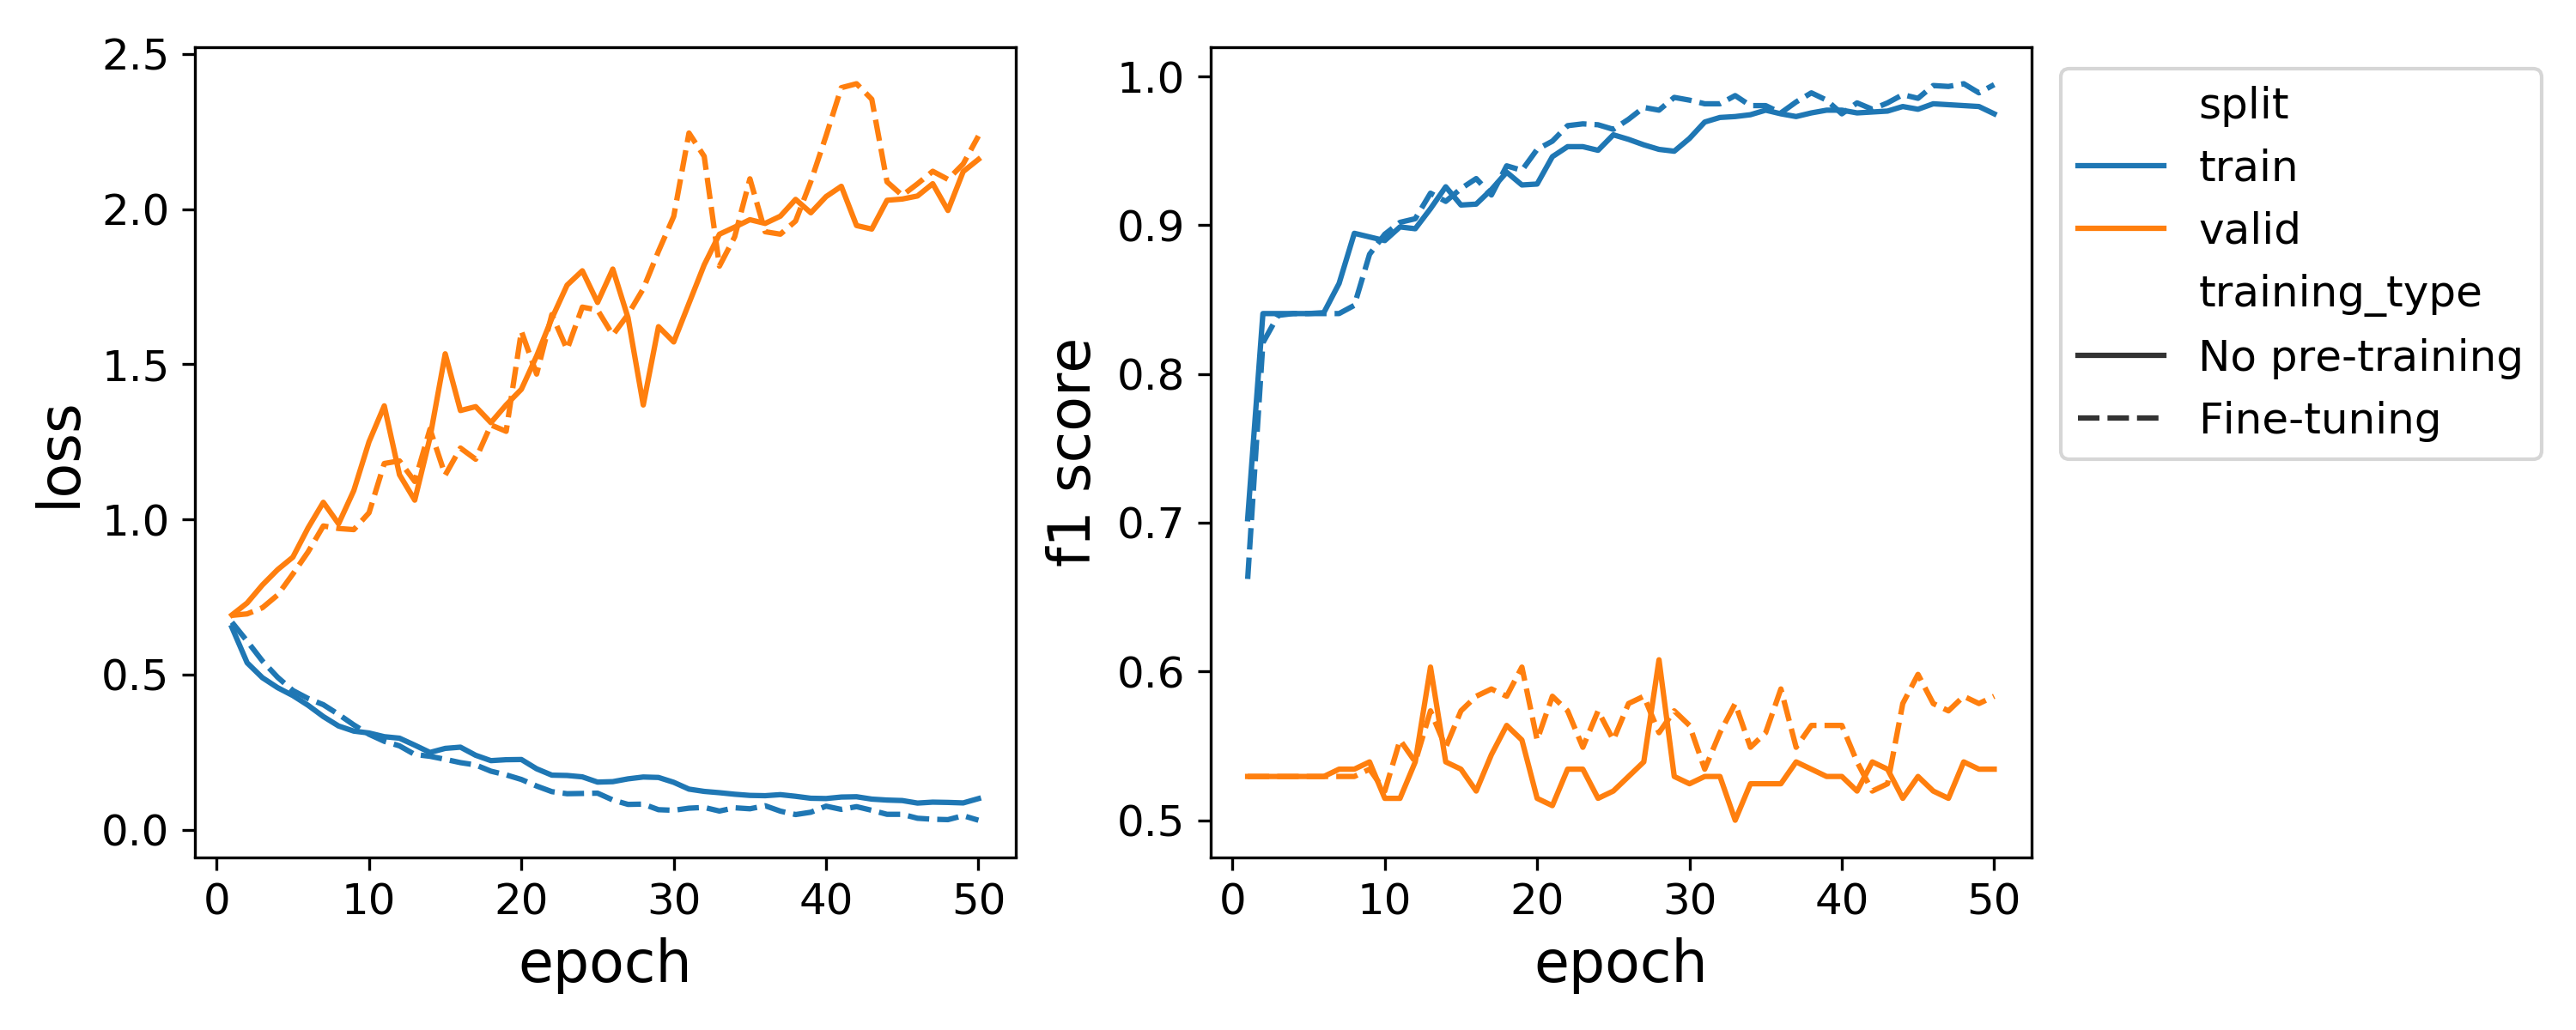 loss
2.5
2.0
1.5
1.0
0.5
0.0
0 10 20 30 40 50
epoch
f1 score
1.0
0.9
0.8
0.7
0.6
0.5
0 10 20 30 40 50
epoch
split
train
valid
training_type
No pre-training
Fine-tuning